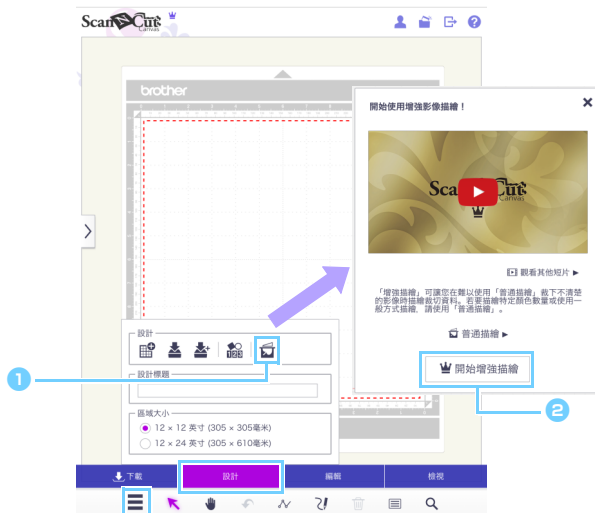 ScanNCut
Canvas
brother
開始使用增強影像描繪！
ScanNCut
Canvas
觀看其他短片 ▶
「增強描繪」可讓您在難以使用「普通描繪」裁下不清楚
的影像時描繪裁切資料。若要描繪特定顏色數量或使用一
般方式描繪，請使用「普通描繪」。
普通描繪 ▶
開始增強描繪
設計
123
設計標題
區域大小
12 × 12 英寸 (305 × 305毫米)
12 × 24 英寸 (305 × 610毫米)
1
2
下載
設計
編輯
檢視